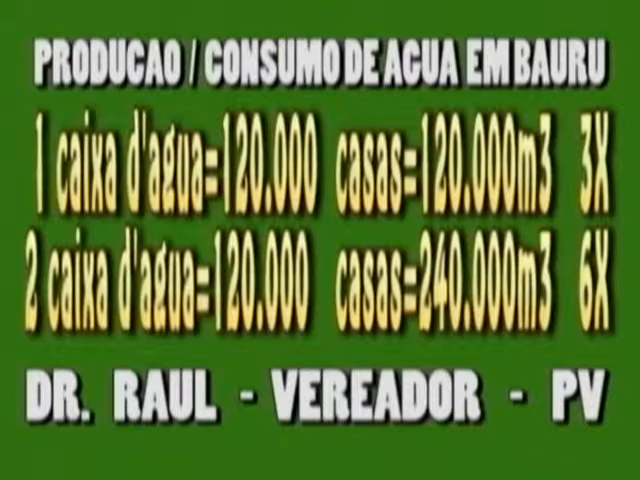 PRODUCAO / CONSUMO DE AGUA EM BAURU
1 caixa d'agua=120.000 casas=120.000m3 3X
2 caixa d'agua=120.000 casas=240.000m3 6X
DR. RAUL - VEREADOR - PV